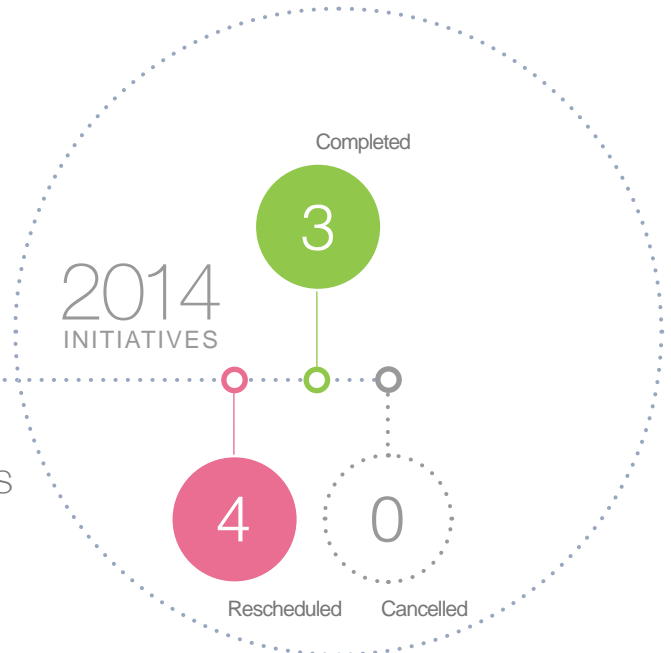 Completed
3
2014
INITIATIVES
S
4
0
Rescheduled Cancelled